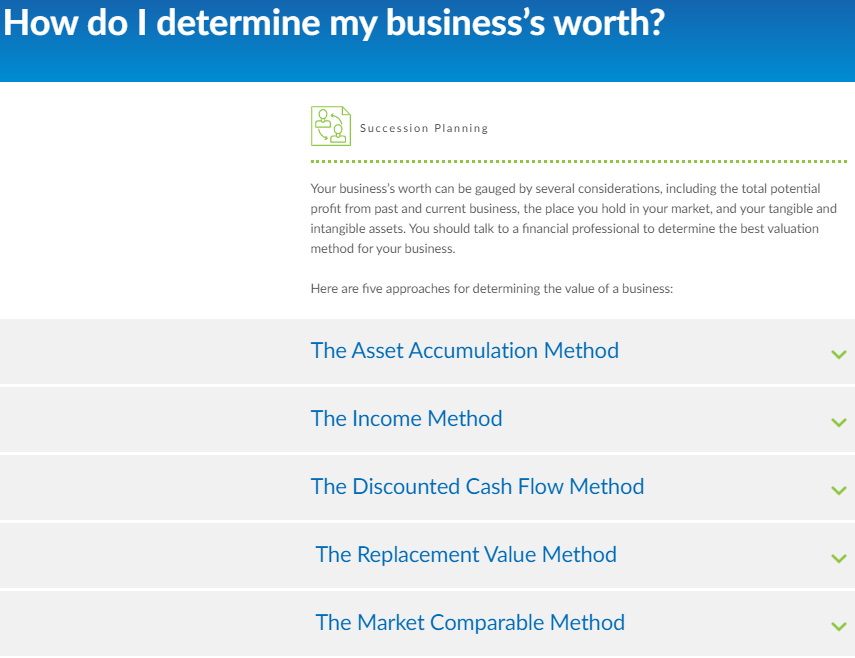 How do I determine my business’s worth?
Succession Planning
Your business’s worth can be gauged by several considerations, including the total potential
profit from past and current business, the place you hold in your market, and your tangible and
intangible assets. You should talk to a financial professional to determine the best valuation
method for your business.
Here are five approaches for determining the value of a business:
The Asset Accumulation Method
The Income Method
The Discounted Cash Flow Method
The Replacement Value Method
The Market Comparable Method